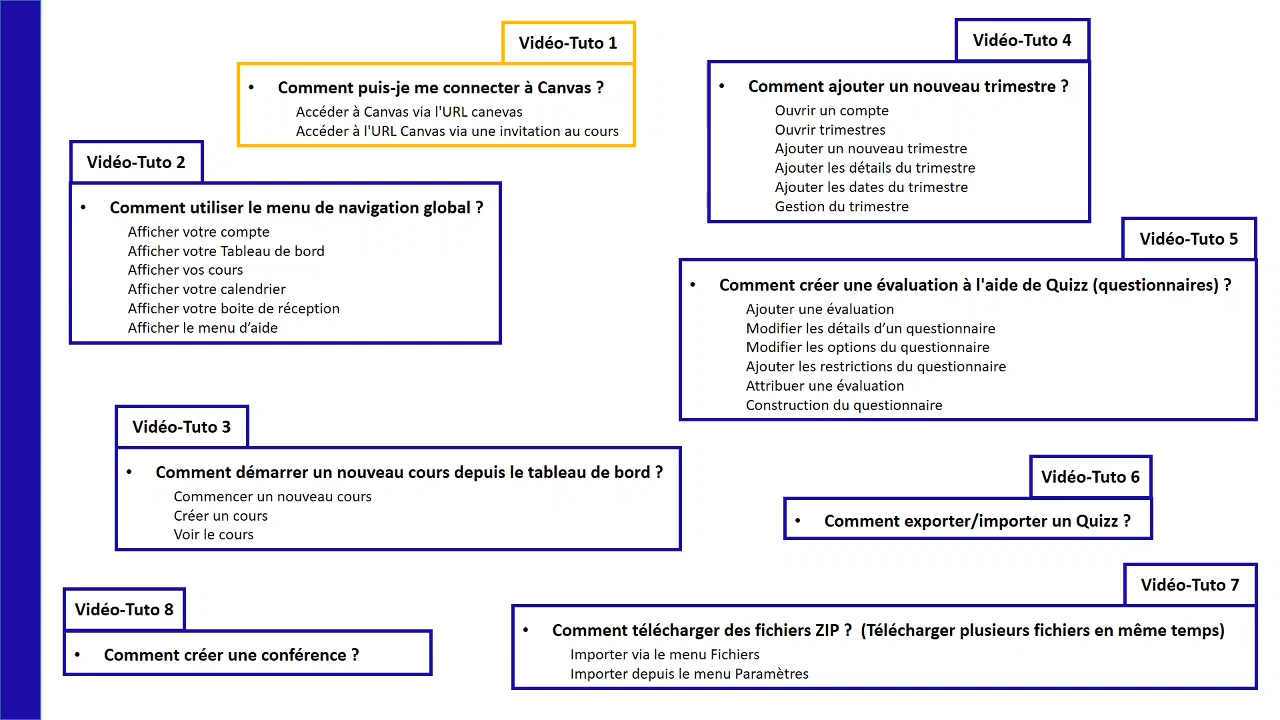 Vidéo-Tuto 1
• Comment puis-je me connecter à Canvas ?
Accéder à Canvas via l'URL canevas
Accéder à l'URL Canvas via une invitation au cours
Vidéo-Tuto 2
• Comment utiliser le menu de navigation global ?
Afficher votre compte
Afficher votre Tableau de bord
Afficher vos cours
Afficher votre calendrier
Afficher votre boite de réception
Afficher le menu d’aide
Vidéo-Tuto 3
• Comment démarrer un nouveau cours depuis le tableau de bord ?
Commencer un nouveau cours
Créer un cours
Voir le cours
Vidéo-Tuto 4
• Comment ajouter un nouveau trimestre ?
Ouvrir un compte
Ouvrir trimestres
Ajouter un nouveau trimestre
Ajouter les détails du trimestre
Ajouter les dates du trimestre
Gestion du trimestre
Vidéo-Tuto 5
• Comment créer une évaluation à l'aide de Quizz (questionnaires) ?
Ajouter une évaluation
Modifier les détails d’un questionnaire
Modifier les options du questionnaire
Ajouter les restrictions du questionnaire
Attribuer une évaluation
Construction du questionnaire
Vidéo-Tuto 6
• Comment exporter/importer un Quizz ?
Vidéo-Tuto 7
• Comment télécharger des fichiers ZIP ? (Télécharger plusieurs fichiers en même temps)
Importer via le menu Fichiers
Importer depuis le menu Paramètres
Vidéo-Tuto 8
• Comment créer une conférence ?